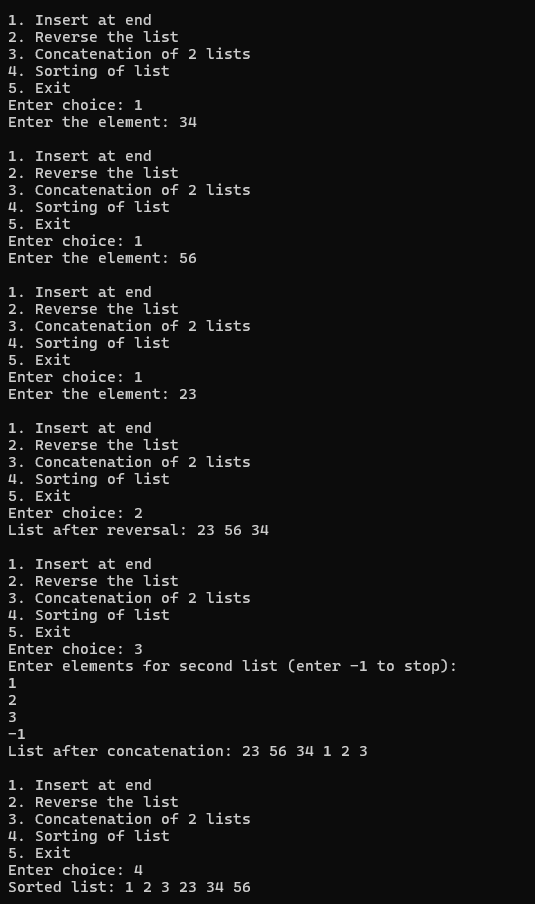 1. Insert at end
2. Reverse the list
3. Concatenation of 2 lists
4. Sorting of list
5. Exit
Enter choice: 1
Enter the element: 34

1. Insert at end
2. Reverse the list
3. Concatenation of 2 lists
4. Sorting of list
5. Exit
Enter choice: 1
Enter the element: 56

1. Insert at end
2. Reverse the list
3. Concatenation of 2 lists
4. Sorting of list
5. Exit
Enter choice: 1
Enter the element: 23

1. Insert at end
2. Reverse the list
3. Concatenation of 2 lists
4. Sorting of list
5. Exit
Enter choice: 2
List after reversal: 23 56 34

1. Insert at end
2. Reverse the list
3. Concatenation of 2 lists
4. Sorting of list
5. Exit
Enter choice: 3
Enter elements for second list (enter -1 to stop):
1
2
3
-1
List after concatenation: 23 56 34 1 2 3

1. Insert at end
2. Reverse the list
3. Concatenation of 2 lists
4. Sorting of list
5. Exit
Enter choice: 4
Sorted list: 1 2 3 23 34 56